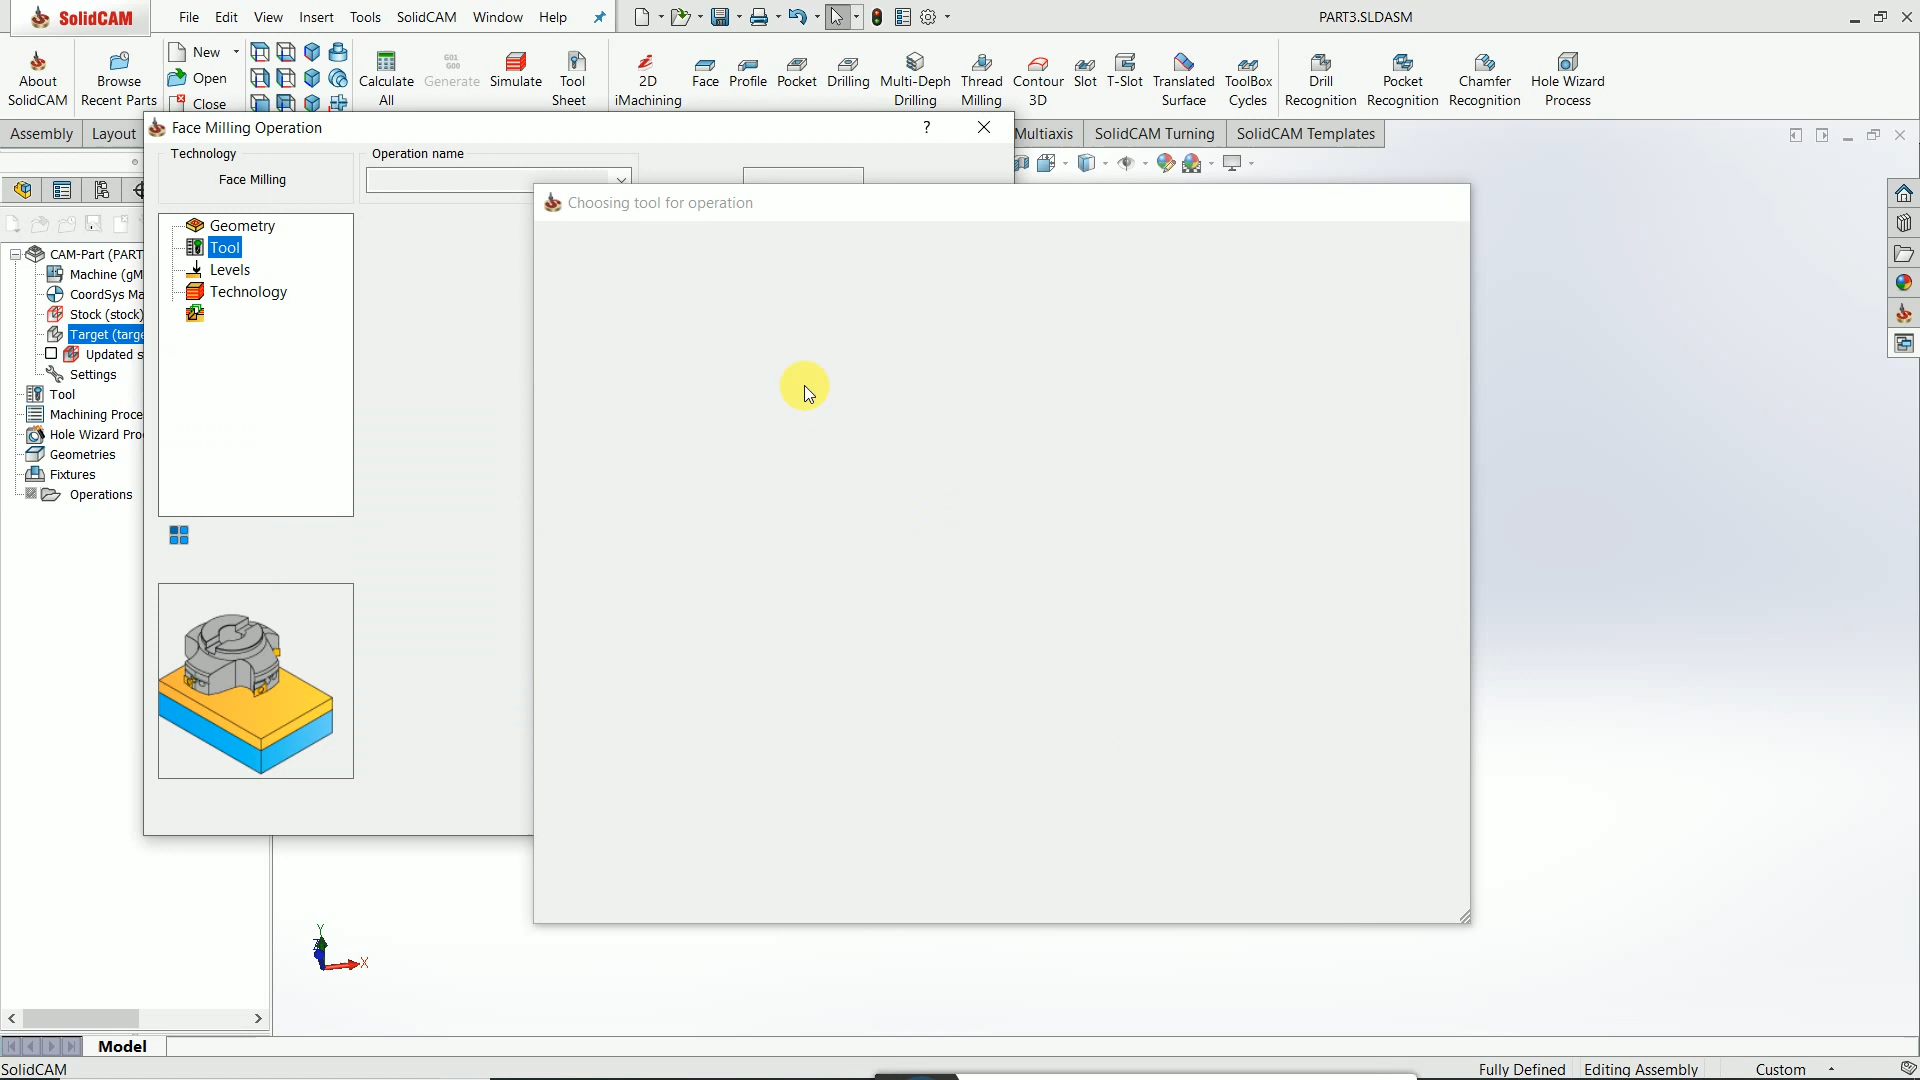 SolidCAM File Edit View Insert Tools SolidCAM Window Help PART3.SLDASM
About SolidCAM
Browse Recent Parts
New
Open
Close
Calculate All
G01 G00 Generate
Simulate
Tool Sheet
2D iMachining
Face
Profile
Pocket
Drilling
Multi-Deph Drilling
Thread Milling
Contour 3D
Slot
T-Slot
Translated Surface
ToolBox Cycles
Drill Recognition
Pocket Recognition
Chamfer Recognition
Hole Wizard Process
Assembly Layout Multiaxis SolidCAM Turning SolidCAM Templates
Face Milling Operation ?
Technology
Face Milling
Operation name
Geometry
Tool
Levels
Technology
Choosing tool for operation
CAM-Part (PART
Machine (gM
CoordSys Ma
Stock (stock)
Target (targe
Updated s
Settings
Tool
Machining Proce
Hole Wizard Pro
Geometries
Fixtures
Operations
Y
X
Model
SolidCAM Fully Defined Editing Assembly Custom